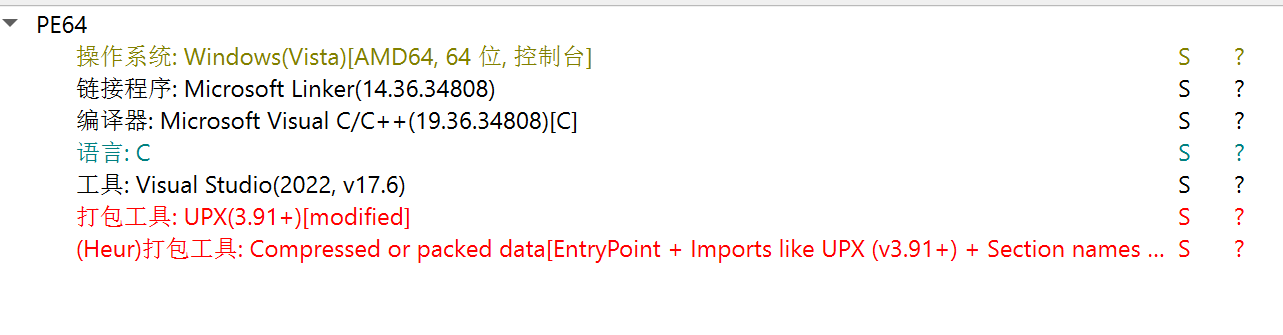 PE64
操作系统: Windows(Vista)[AMD64, 64 位, 控制台] S ?
链接程序: Microsoft Linker(14.36.34808) S ?
编译器: Microsoft Visual C/C++(19.36.34808)[C] S ?
语言: C S ?
工具: Visual Studio(2022, v17.6) S ?
打包工具: UPX(3.91+)[modified] S ?
(Heur)打包工具: Compressed or packed data[EntryPoint + Imports like UPX (v3.91+) + Section names ... S ?